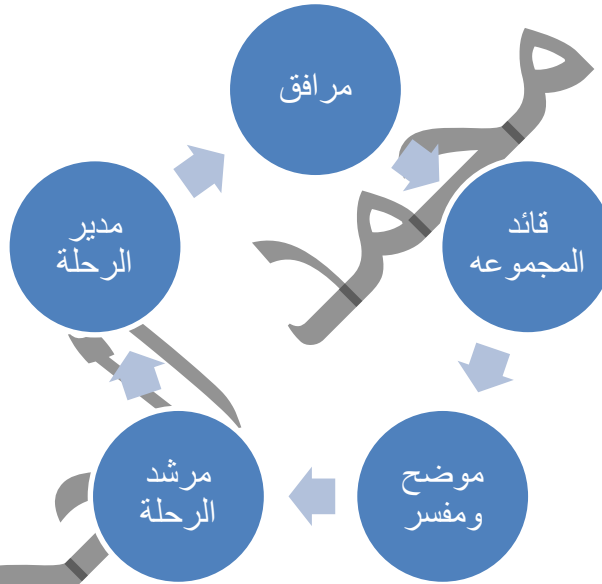 مرافق
قائد
المجموعه
موضح
ومفسر
مرشد
الرحلة
مدير
الرحلة
محمد